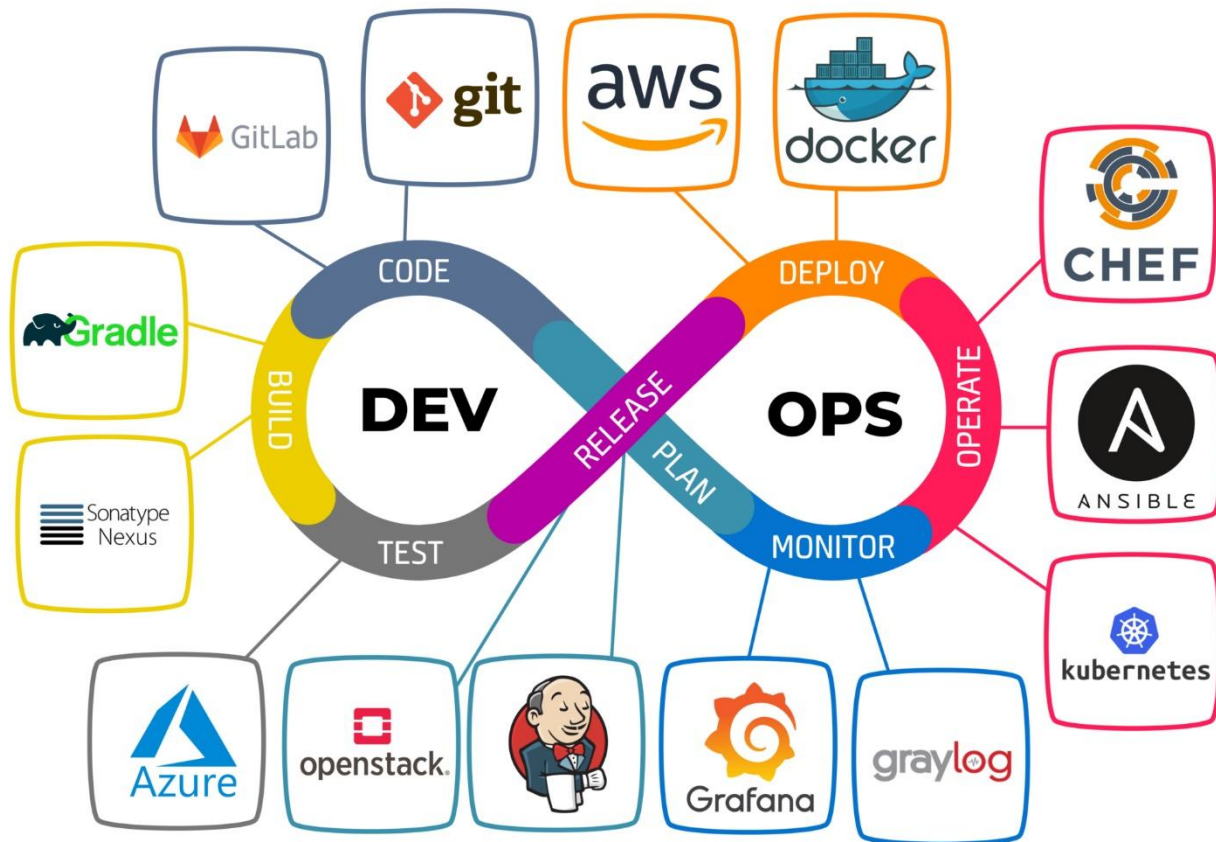 GitLab
git
aws
docker
CHEF
Gradle
CODE
DEPLOY
BUILD
DEV
RELEASE
PLAN
OPS
OPERATE
ANSIBLE
Sonatype
Nexus
TEST
MONITOR
kubernetes
Azure
openstack.
Grafana
graylog